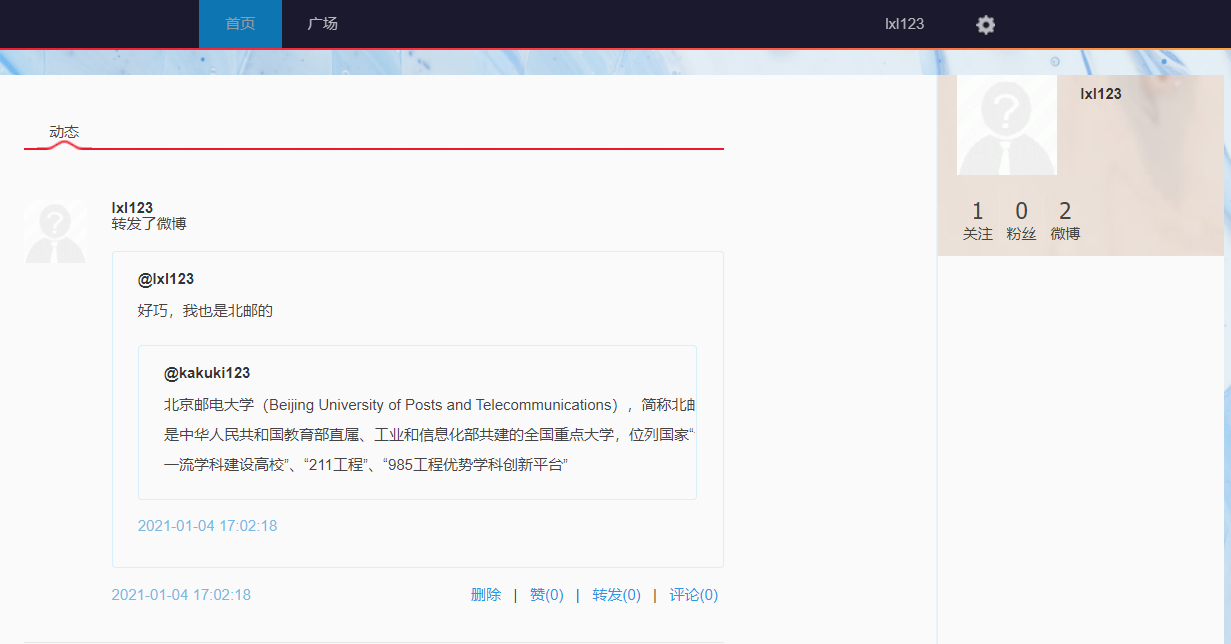 首页 广场 lxl123
lxl123
动态
1 0 2
关注 粉丝 微博
lxl123
转发了微博
@lxl123
好巧，我也是北邮的
@kakuki123
北京邮电大学（Beijing University of Posts and Telecommunications），简称北邮
是中华人民共和国教育部直属、工业和信息化部共建的全国重点大学，位列国家“
一流学科建设高校”、“211工程”、“985工程优势学科创新平台”
2021-01-04 17:02:18
2021-01-04 17:02:18 删除 | 赞(0) | 转发(0) | 评论(0)